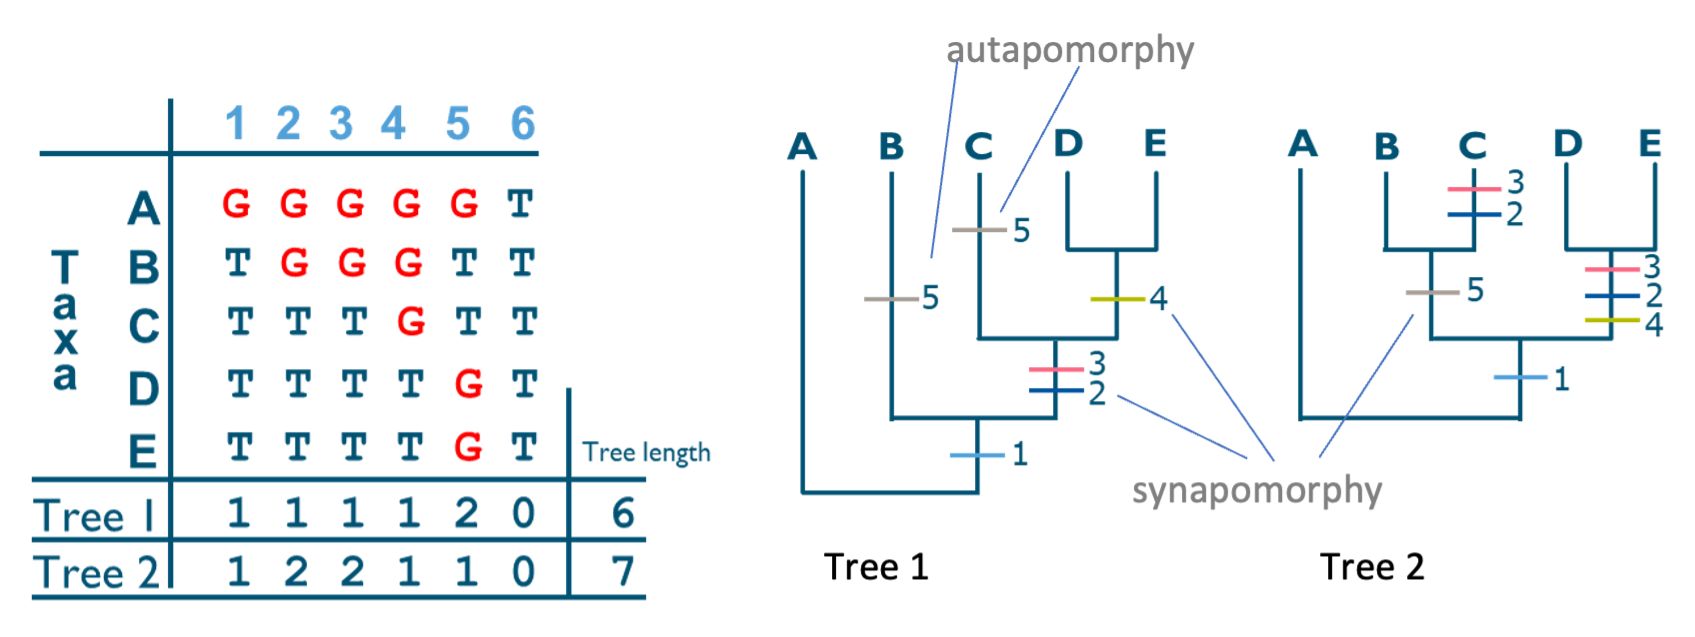 autapomorphy
1 2 3 4 5 6
A G G G G G T
B T G G G T T
C T T T G T T
D T T T T G T
E T T T T G T
Taxa
Tree length
Tree 1 1 1 1 1 2 0 6
Tree 2 1 2 2 1 1 0 7
A B C D E
5
5
4
3
2
1
Tree 1
A B C D E
3
2
5
3
2
4
1
synapomorphy
Tree 2